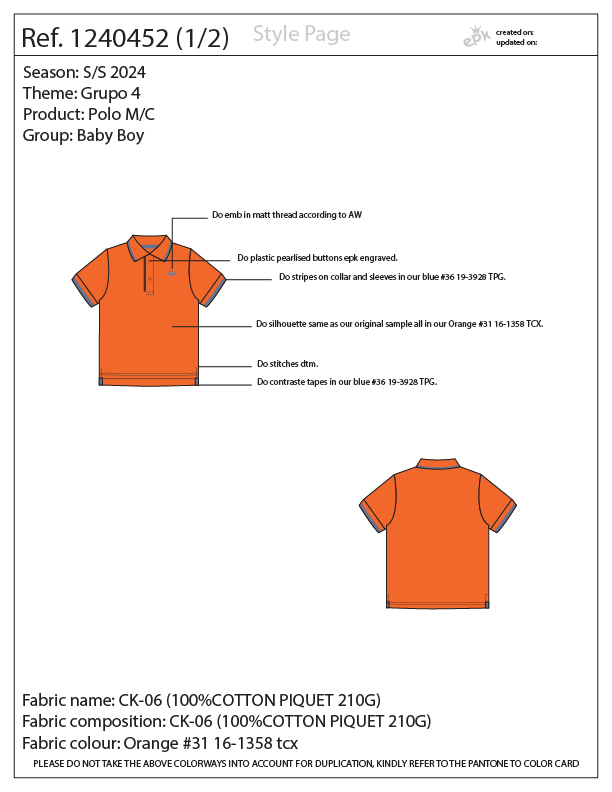 Ref. 1240452 (1/2)
Style Page
epk
created on:
updated on:
Season: S/S 2024
Theme: Grupo 4
Product: Polo M/C
Group: Baby Boy
Do emb in matt thread according to AW
Do plastic pearlised buttons epk engraved.
Do stripes on collar and sleeves in our blue #36 19-3928 TPG.
Do silhouette same as our original sample all in our Orange #31 16-1358 TCX.
Do stitches dtm.
Do contraste tapes in our blue #36 19-3928 TPG.
Fabric name: CK-06 (100%COTTON PIQUET 210G)
Fabric composition: CK-06 (100%COTTON PIQUET 210G)
Fabric colour: Orange #31 16-1358 tcx
PLEASE DO NOT TAKE THE ABOVE COLORWAYS INTO ACCOUNT FOR DUPLICATION, KINDLY REFER TO THE PANTONE TO COLOR CARD